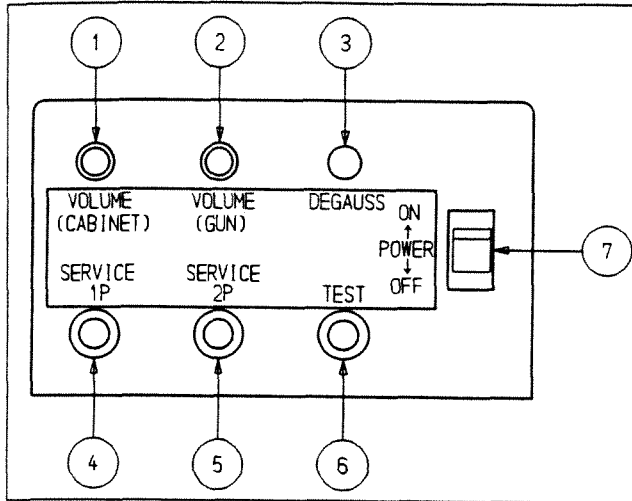 1 2 3
VOLUME (CABINET)
VOLUME (GUN)
DEGAUSS
ON
↑
POWER
↓
OFF
SERVICE 1P
SERVICE 2P
TEST
7
4 5 6